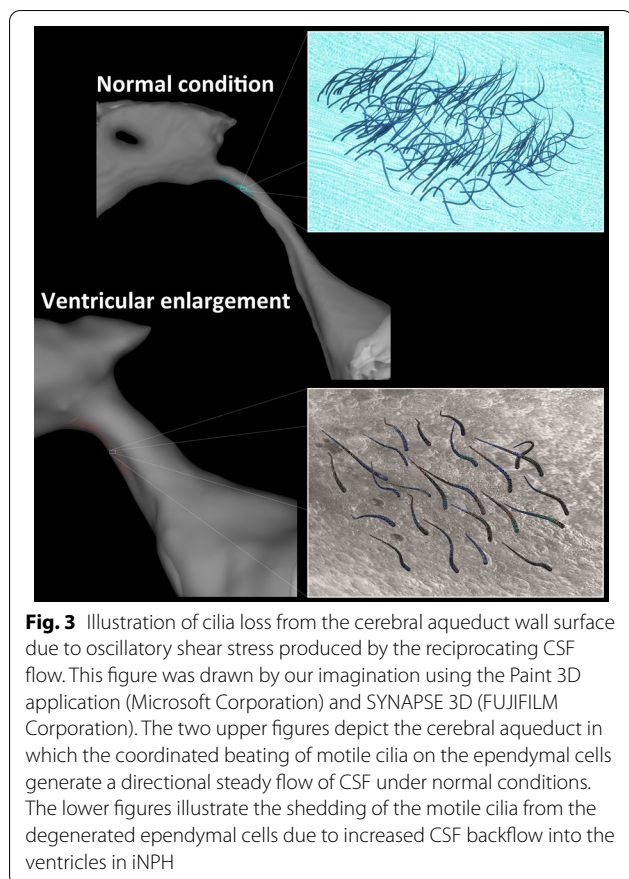 Normal condition
Ventricular enlargement
Fig. 3 Illustration of cilia loss from the cerebral aqueduct wall surface
due to oscillatory shear stress produced by the reciprocating CSF
flow. This figure was drawn by our imagination using the Paint 3D
application (Microsoft Corporation) and SYNAPSE 3D (FUJIFILM
Corporation). The two upper figures depict the cerebral aqueduct in
which the coordinated beating of motile cilia on the ependymal cells
generate a directional steady flow of CSF under normal conditions.
The lower figures illustrate the shedding of the motile cilia from the
degenerated ependymal cells due to increased CSF backflow into the
ventricles in iNPH